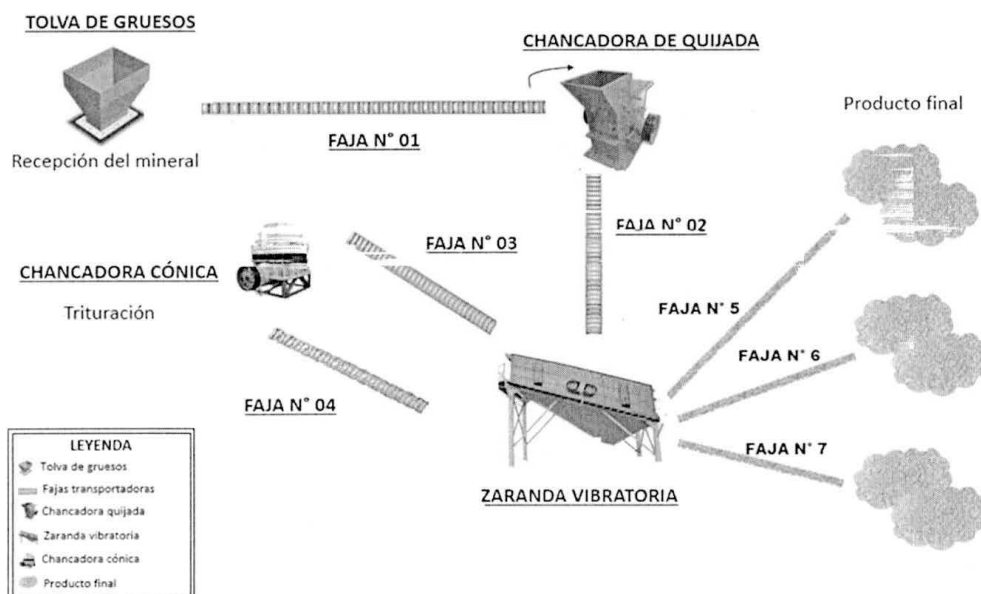 TOLVA DE GRUESOS
CHANCADORA DE QUIJADA
Producto final
FAJA N° 01
Recepción del mineral
FAJA N° 02
FAJA N° 03
CHANCADORA CÓNICA
Trituración
FAJA N° 5
FAJA N° 6
FAJA N° 04
FAJA N° 7
ZARANDA VIBRATORIA
LEYENDA
Tolva de gruesos
Fajas transportadoras
Chancadora quijada
Zaranda vibratoria
Chancadora cónica
Producto final